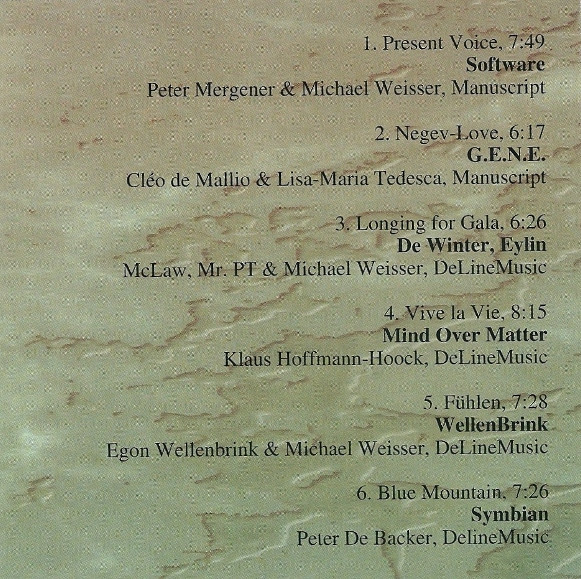 1. Present Voice, 7:49
Software
Peter Mergener & Michael Weisser, Manuscript
2. Negev-Love, 6:17
G.E.N.E.
Cléo de Mallio & Lisa-Maria Tedesca, Manuscript
3. Longing for Gala, 6:26
De Winter, Eylin
McLaw, Mr. PT & Michael Weisser, DeLineMusic
4. Vive la Vie, 8:15
Mind Over Matter
Klaus Hoffmann-Hoock, DeLineMusic
5. Fühlen, 7:28
WellenBrink
Egon Wellenbrink & Michael Weisser, DeLineMusic
6. Blue Mountain, 7:26
Symbian
Peter De Backer, DelineMusic